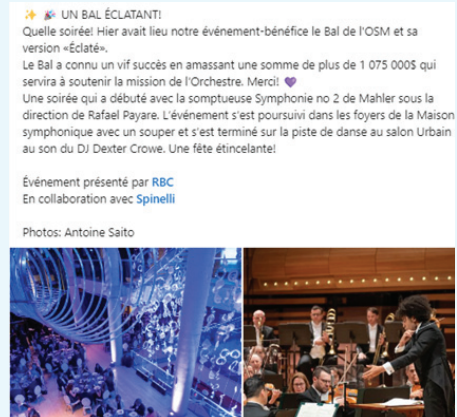 ✨ 🎉 UN BAL ÉCLATANT!
Quelle soirée! Hier avait lieu notre événement-bénéfice le Bal de l'OSM et sa
version «Éclaté».
Le Bal a connu un vif succès en amassant une somme de plus de 1 075 000$ qui
servira à soutenir la mission de l'Orchestre. Merci! 💜
Une soirée qui a débuté avec la somptueuse Symphonie no 2 de Mahler sous la
direction de Rafael Payare. L'événement s'est poursuivi dans les foyers de la Maison
symphonique avec un souper et s'est terminé sur la piste de danse au salon Urbain
au son du DJ Dexter Crowe. Une fête étincelante!
Événement présenté par RBC
En collaboration avec Spinelli
Photos: Antoine Saito